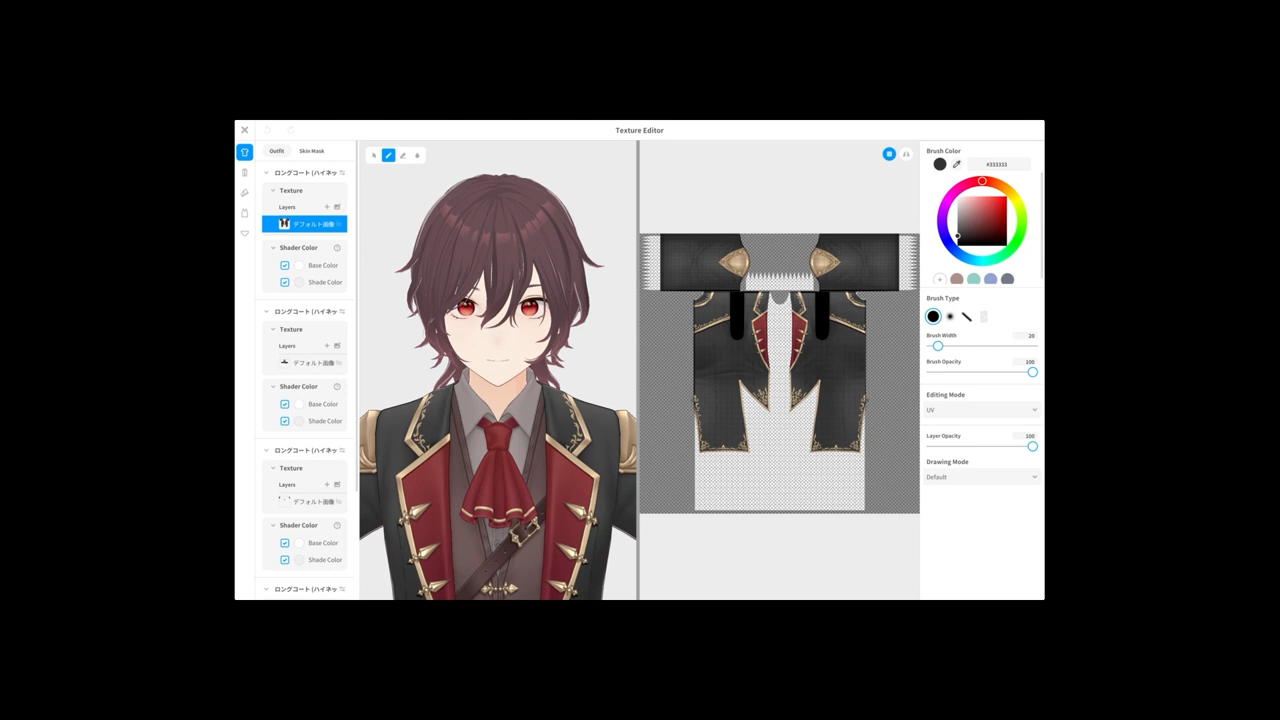 Texture Editor
Outfit
Skin Mask
ロングコート (ハイネッ
Texture
Layers
デフォルト画像
Shader Color
Base Color
Shade Color
ロングコート (ハイネッ
Texture
Layers
デフォルト画像
Shader Color
Base Color
Shade Color
ロングコート (ハイネッ
Texture
Layers
デフォルト画像
Shader Color
Base Color
Shade Color
ロングコート (ハイネッ
Brush Color
#333333
Brush Type
Brush Width
20
Brush Opacity
100
Editing Mode
UV
Layer Opacity
100
Drawing Mode
Default